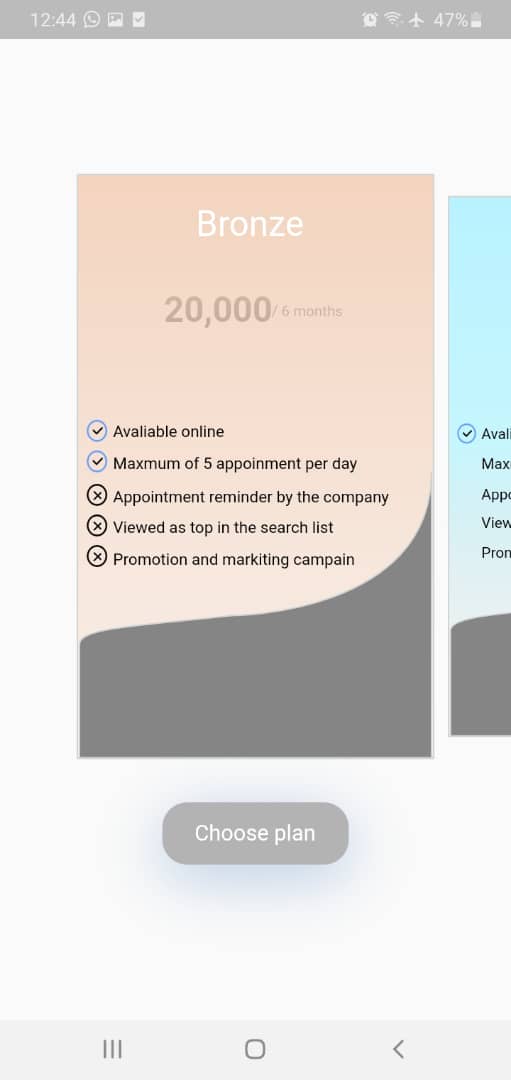 12:44 47%
Bronze
20,000/ 6 months
Avaliable online
Maxmum of 5 appoinment per day
Appointment reminder by the company
Viewed as top in the search list
Promotion and markiting campain
Avali
Max
Appo
View
Pron
Choose plan